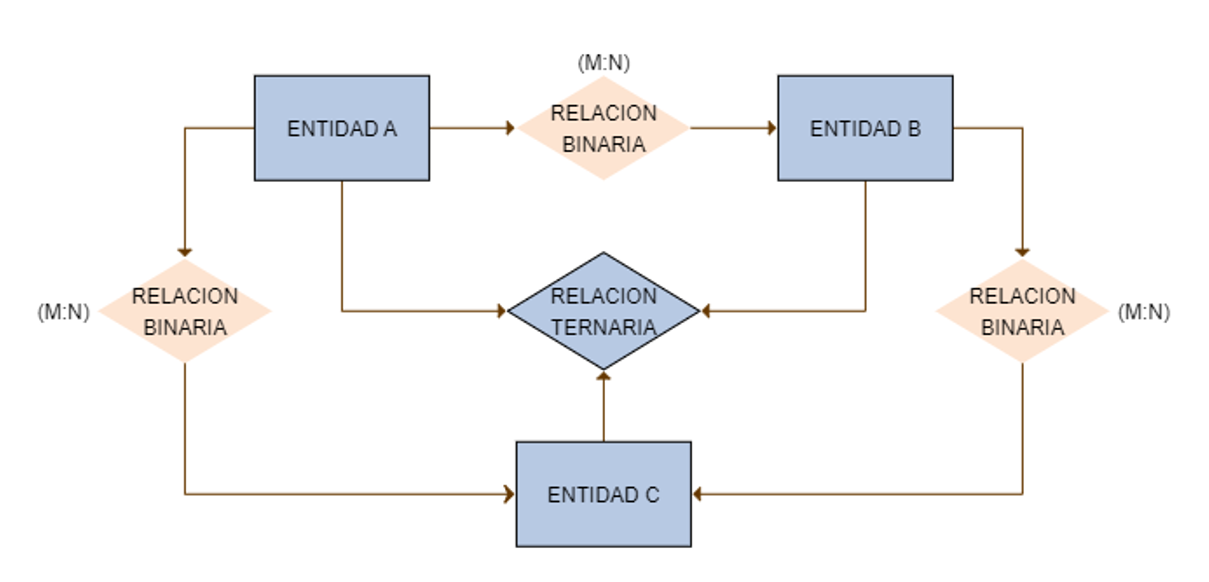 (M:N)
ENTIDAD A
RELACION
BINARIA
ENTIDAD B
(M:N)
RELACION
BINARIA
RELACION
TERNARIA
RELACION
BINARIA
(M:N)
ENTIDAD C